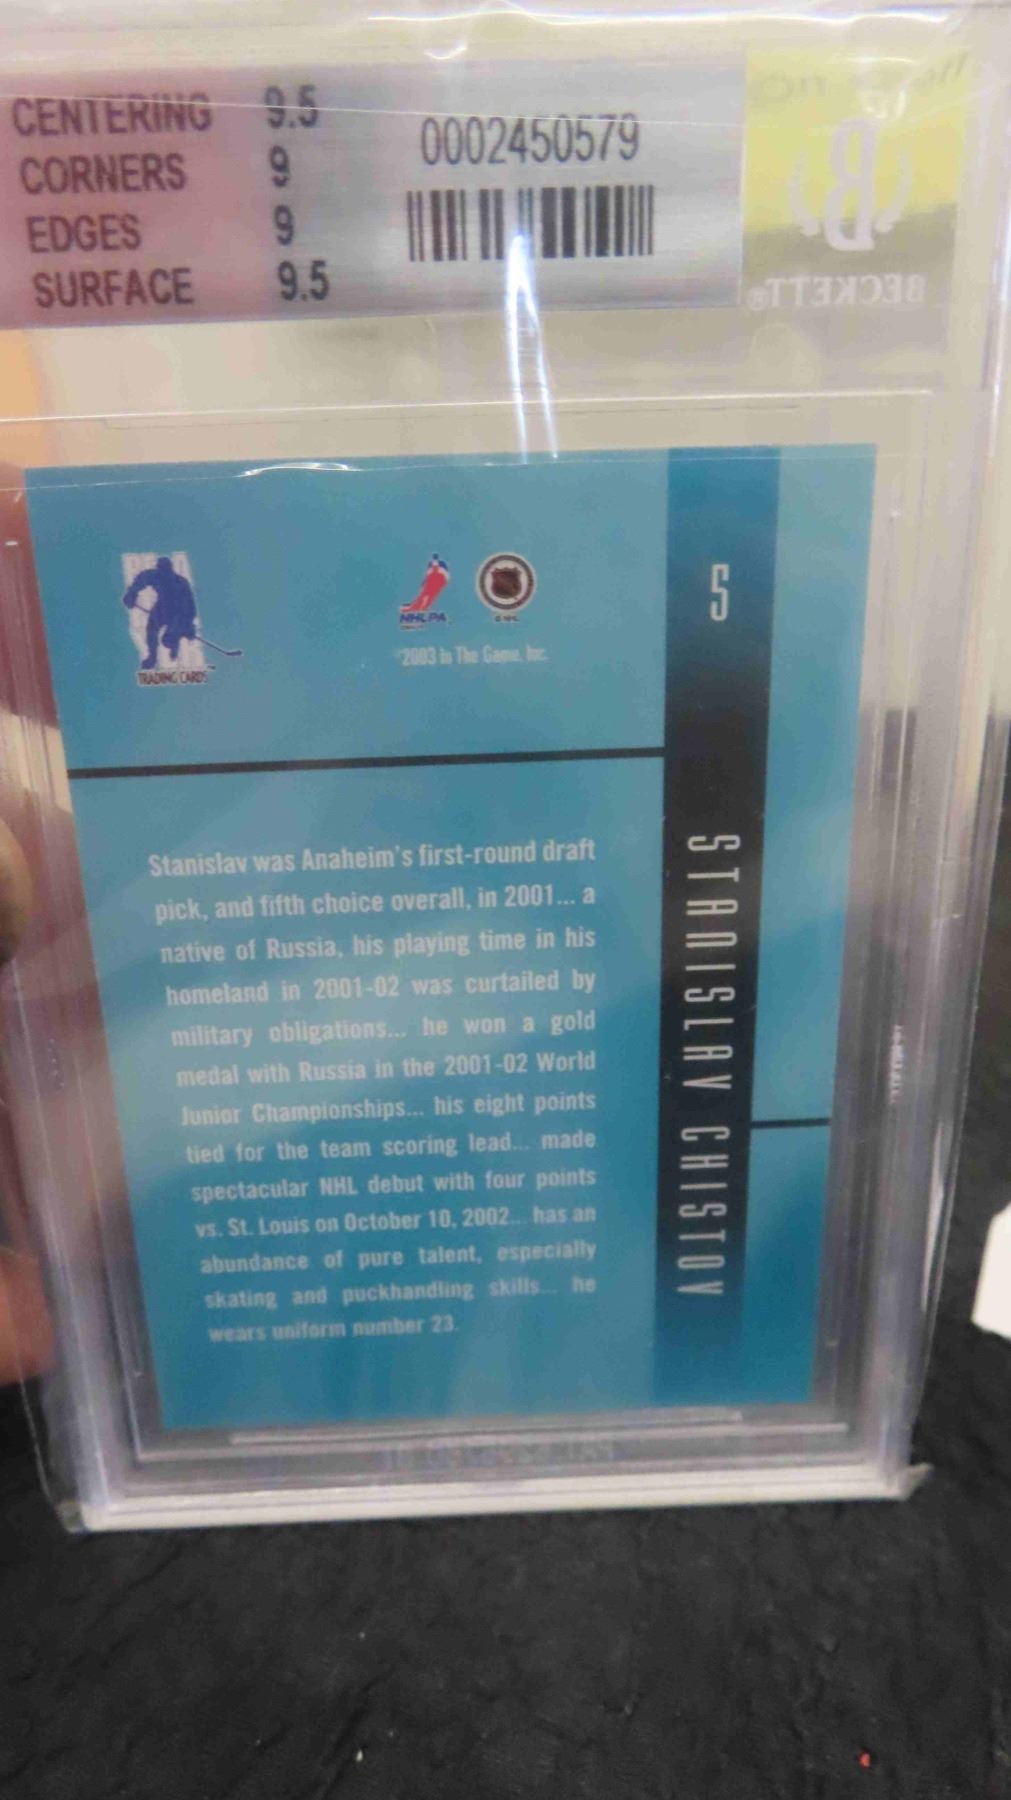 CENTERING 9.5
CORNERS 9
EDGES 9
SURFACE 9.5
0002450579
BECKETT®
TRADING CARDS™
NHLPA
© NHL
©2003 In The Game, Inc.
5
STANISLAV CHISTOV
Stanislav was Anaheim's first-round draft
pick, and fifth choice overall, in 2001... a
native of Russia, his playing time in his
homeland in 2001-02 was curtailed by
military obligations... he won a gold
medal with Russia in the 2001-02 World
Junior Championships... his eight points
tied for the team scoring lead... made
spectacular NHL debut with four points
vs. St. Louis on October 10, 2002... has an
abundance of pure talent, especially
skating and puckhandling skills... he
wears uniform number 23.